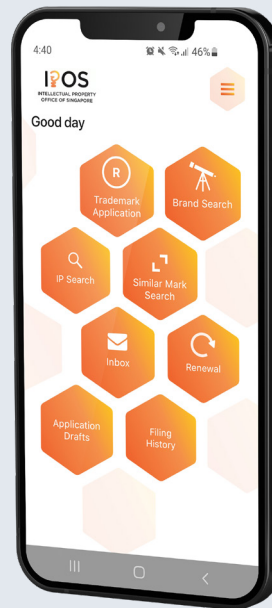 4:40
46%
IPOS
INTELLECTUAL PROPERTY
OFFICE OF SINGAPORE
Good day
R
Trademark
Application
Brand Search
IP Search
Similar Mark
Search
Inbox
Renewal
Application
Drafts
Filing
History